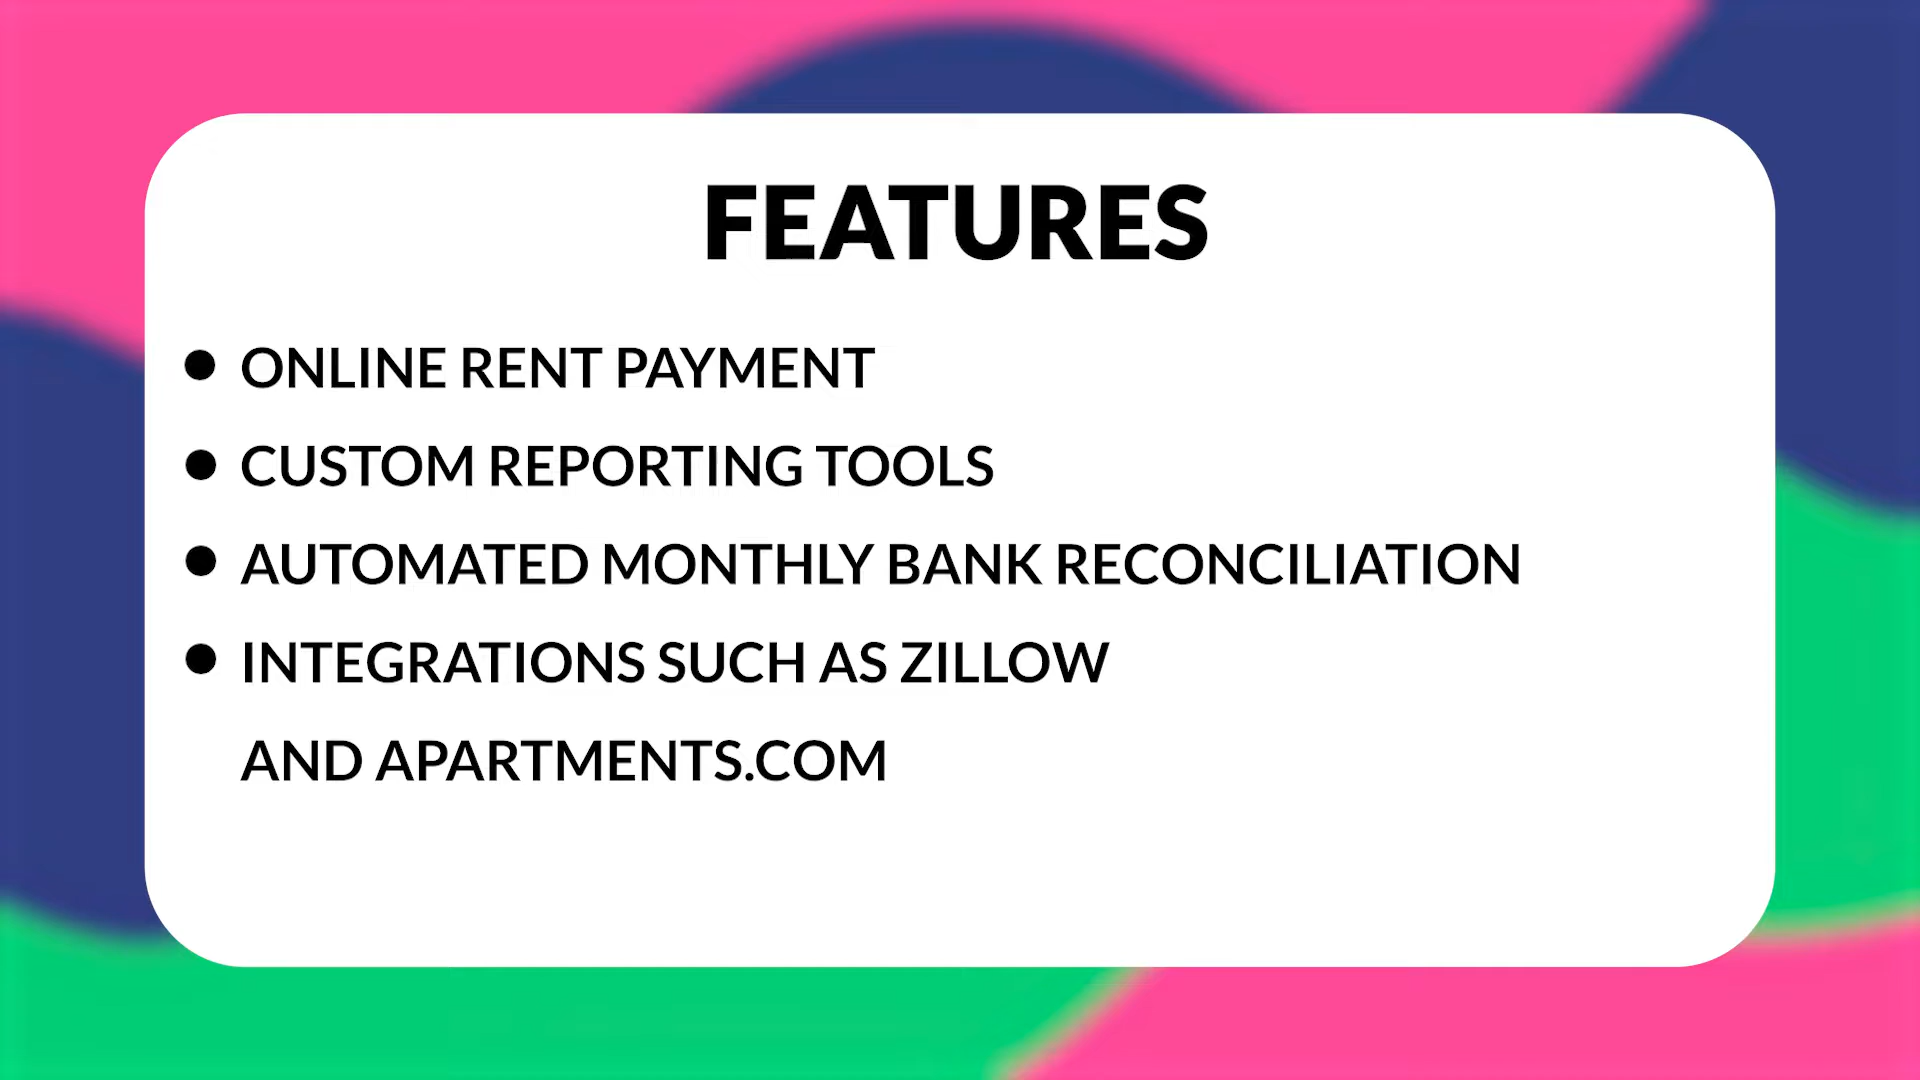 FEATURES
● ONLINE RENT PAYMENT
● CUSTOM REPORTING TOOLS
● AUTOMATED MONTHLY BANK RECONCILIATION
● INTEGRATIONS SUCH AS ZILLOW
AND APARTMENTS.COM